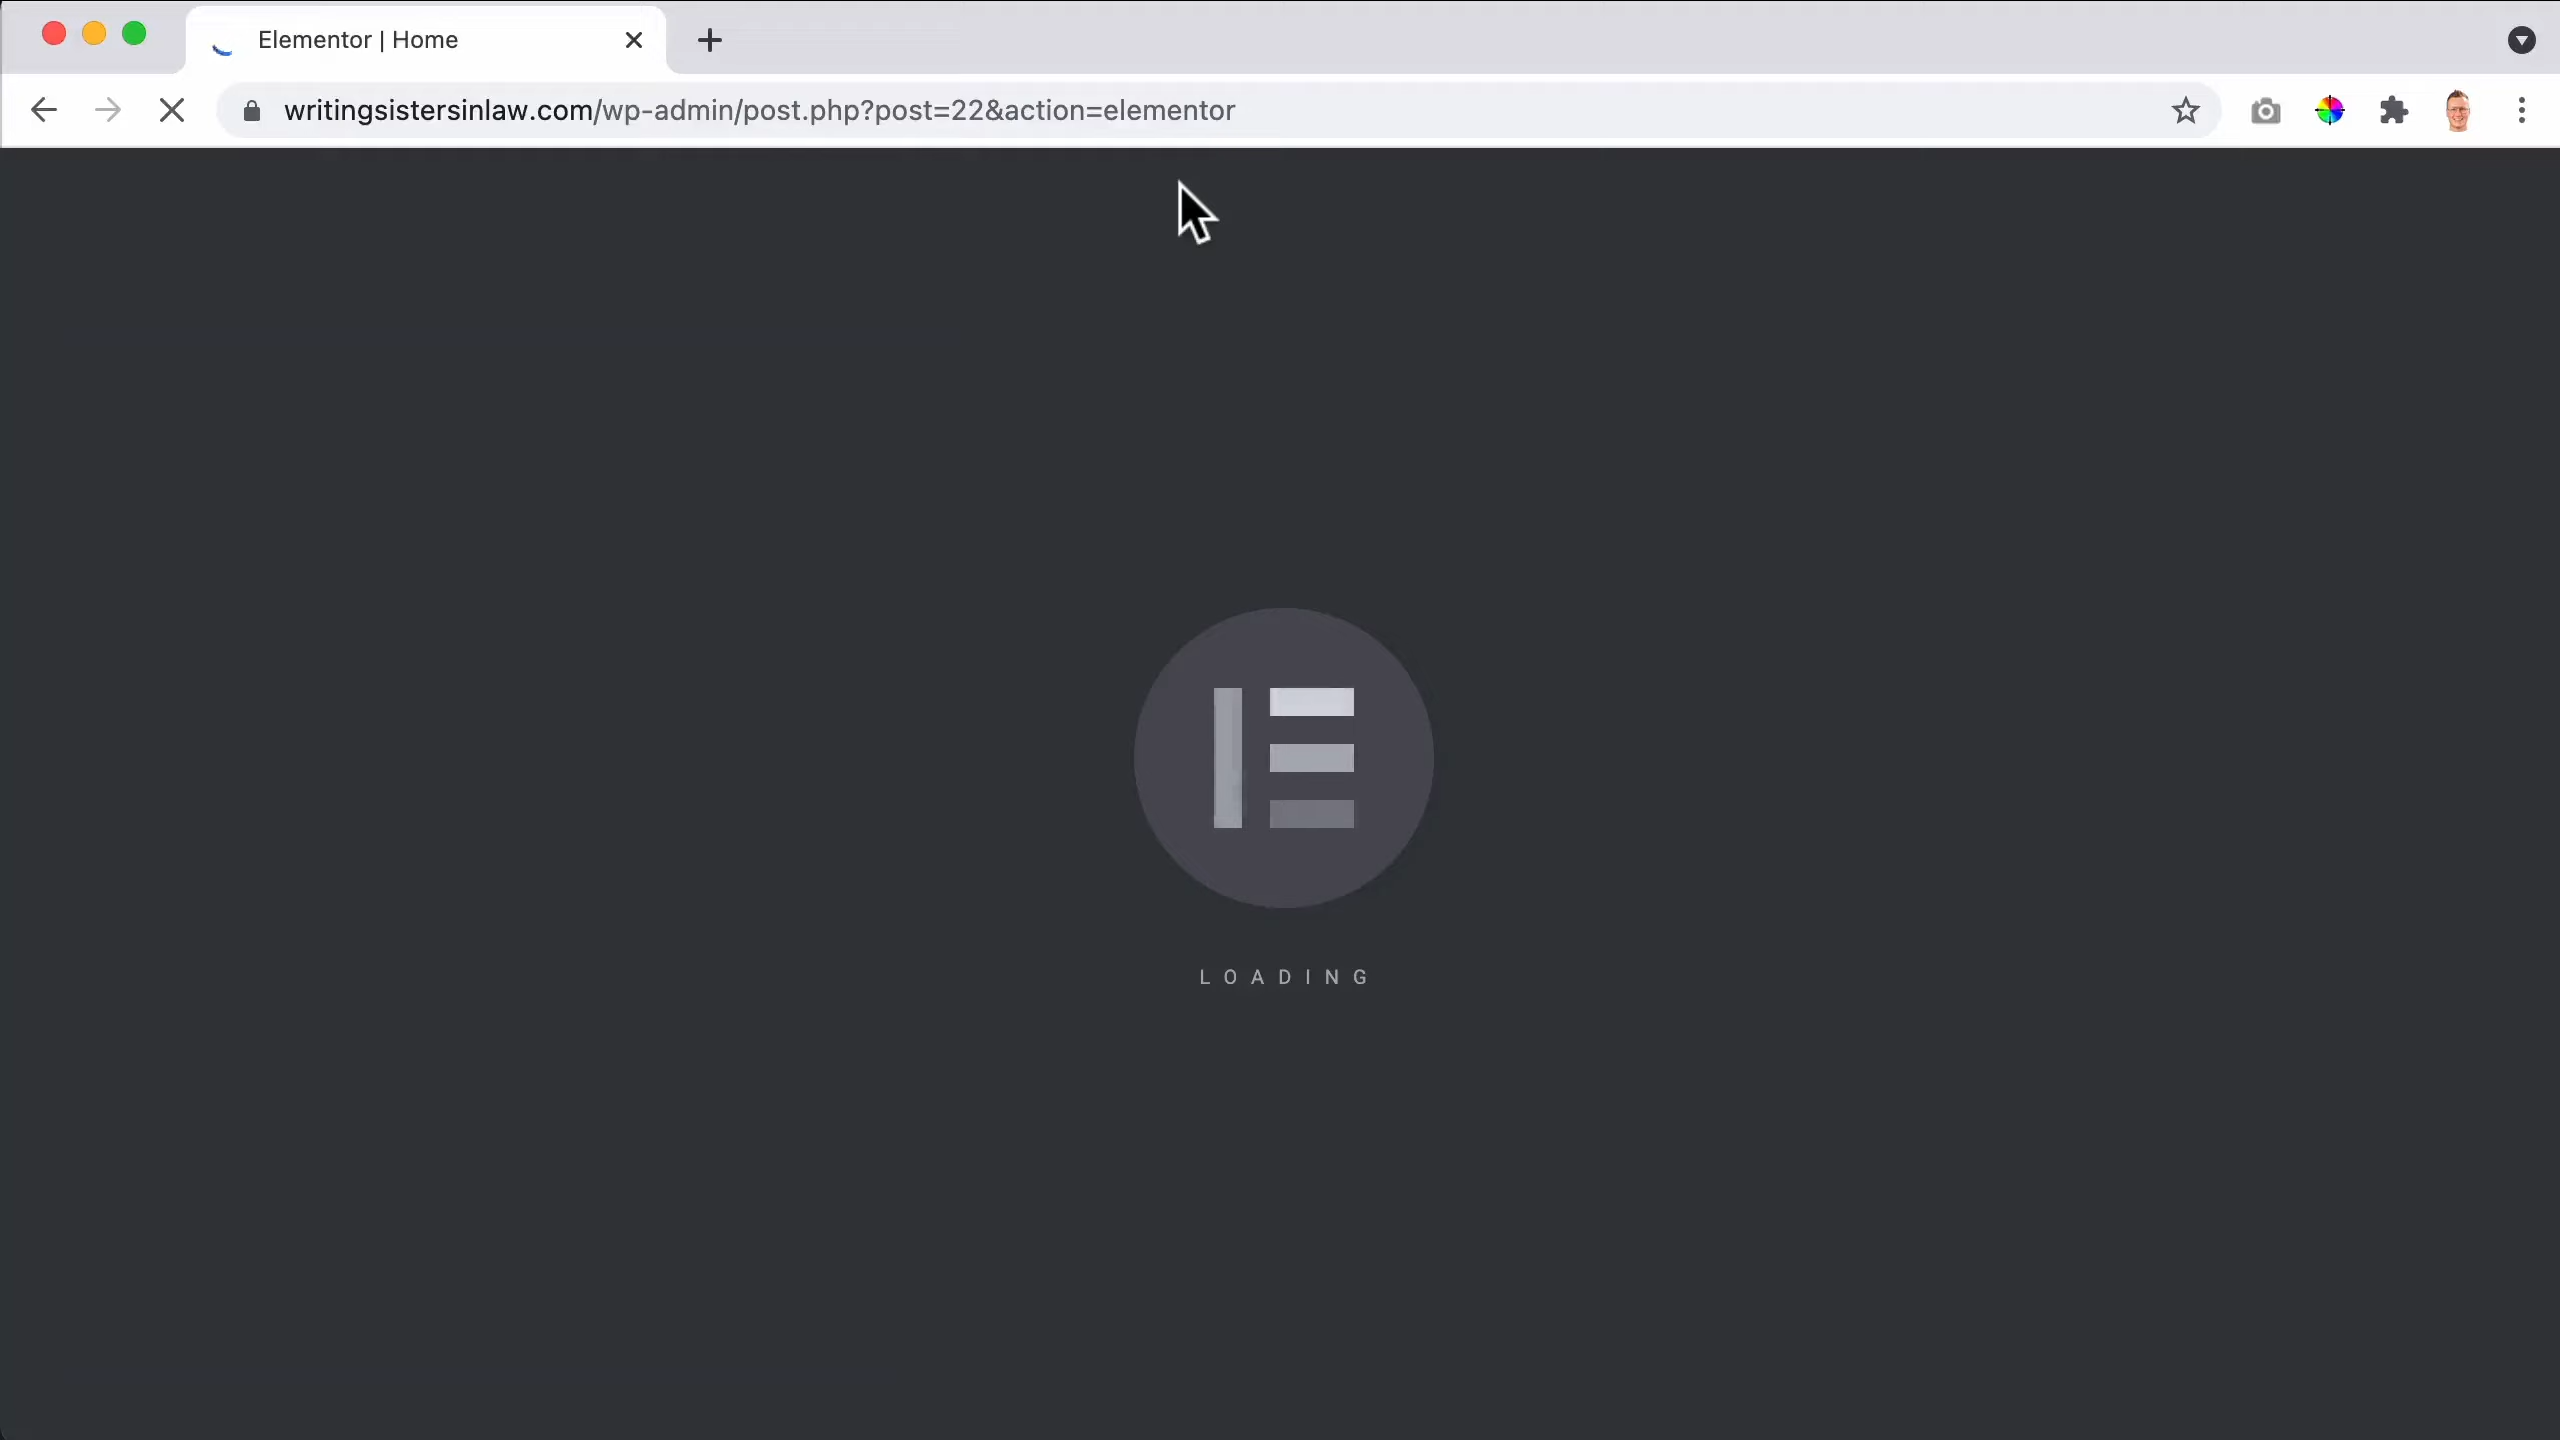 Elementor | Home
writingsistersinlaw.com/wp-admin/post.php?post=22&action=elementor
LOADING